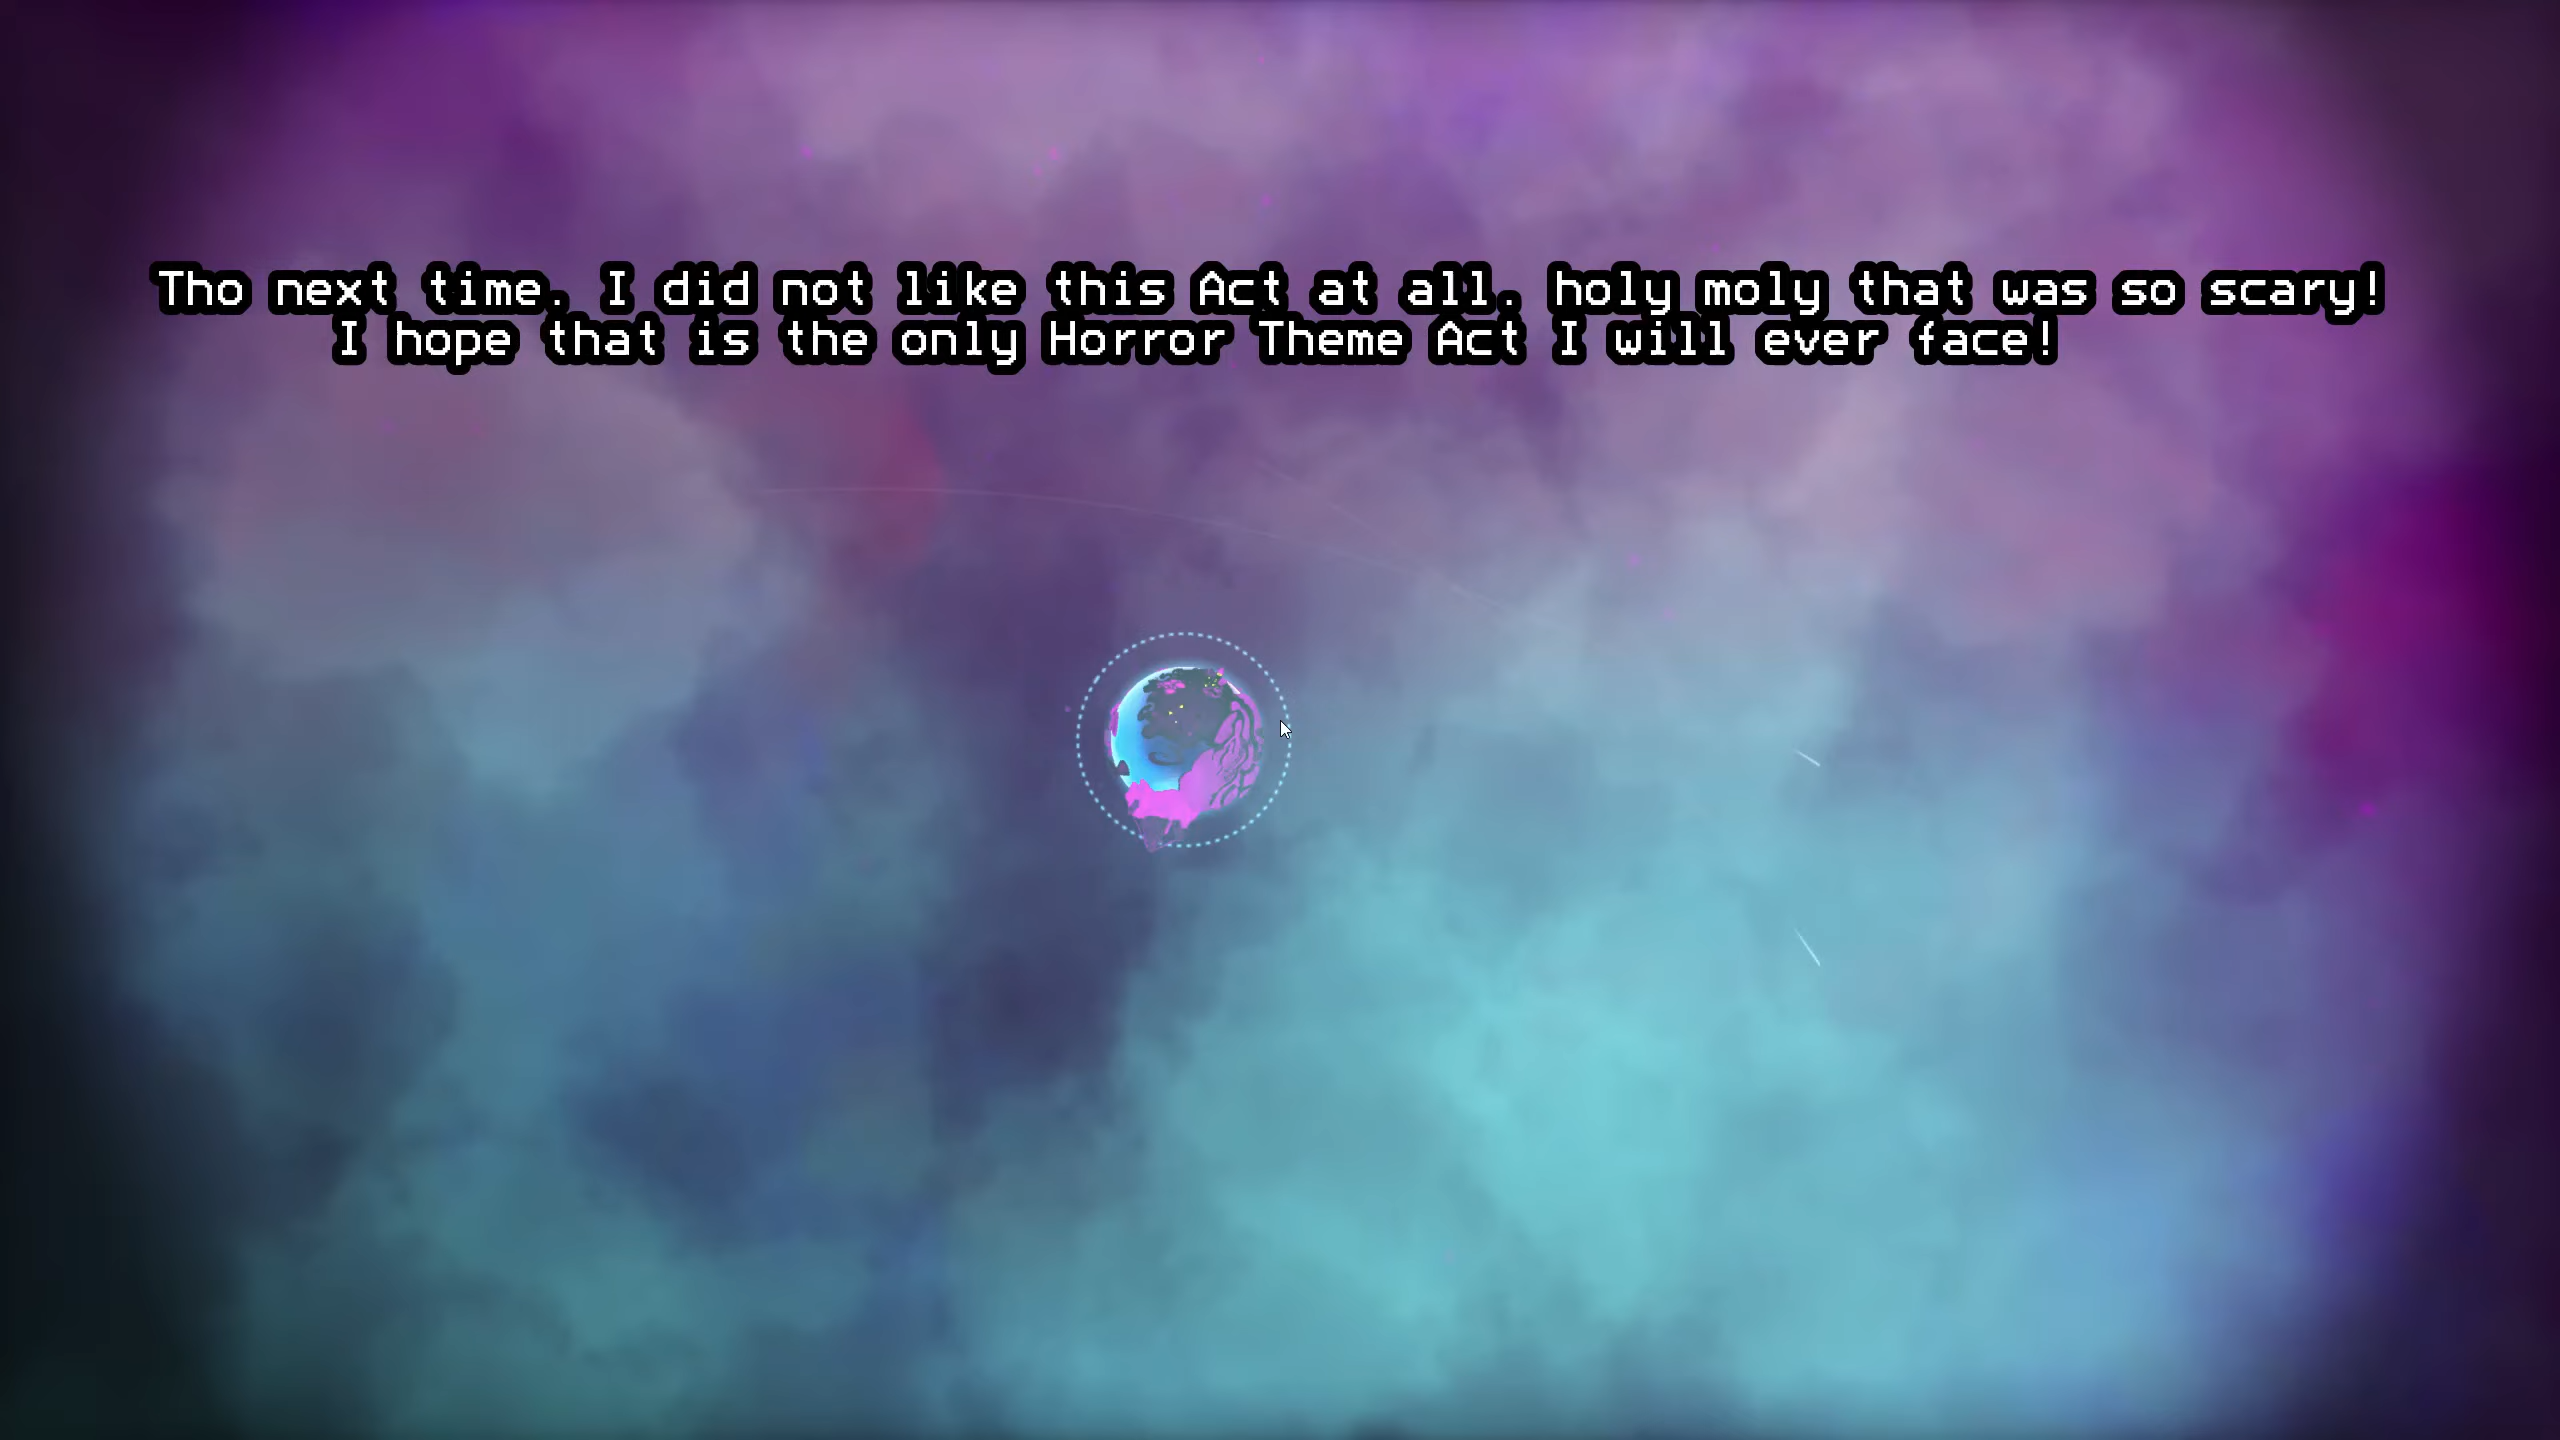 Tho next time. I did not like this Act at all. holy moly that was so scary!
I hope that is the only Horror Theme Act I will ever face!